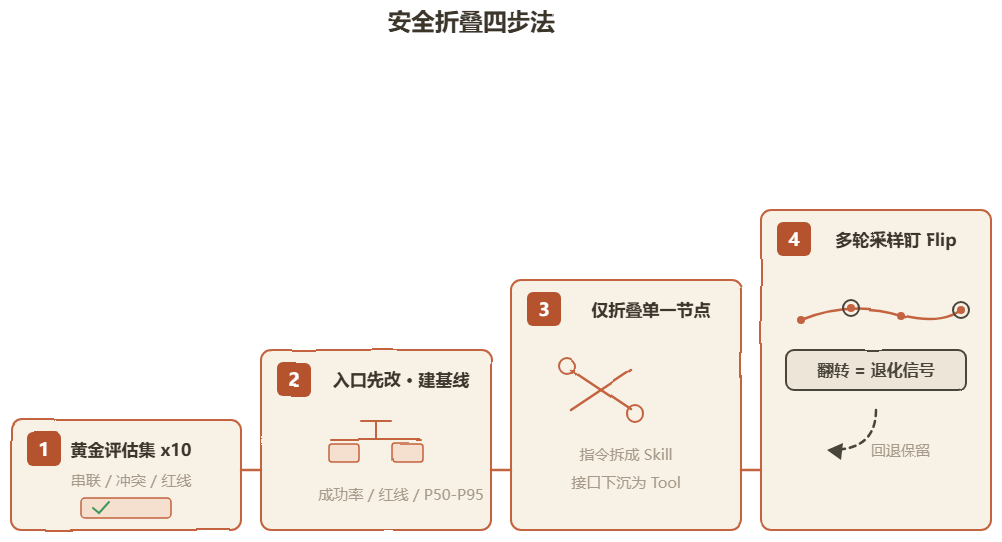 安全折叠四步法
1 黄金评估集 x10
串联 / 冲突 / 红线
2 入口先改 · 建基线
成功率 / 红线 / P50-P95
3 仅折叠单一节点
指令拆成 Skill
接口下沉为 Tool
4 多轮采样盯 Flip
翻转 = 退化信号
回退保留